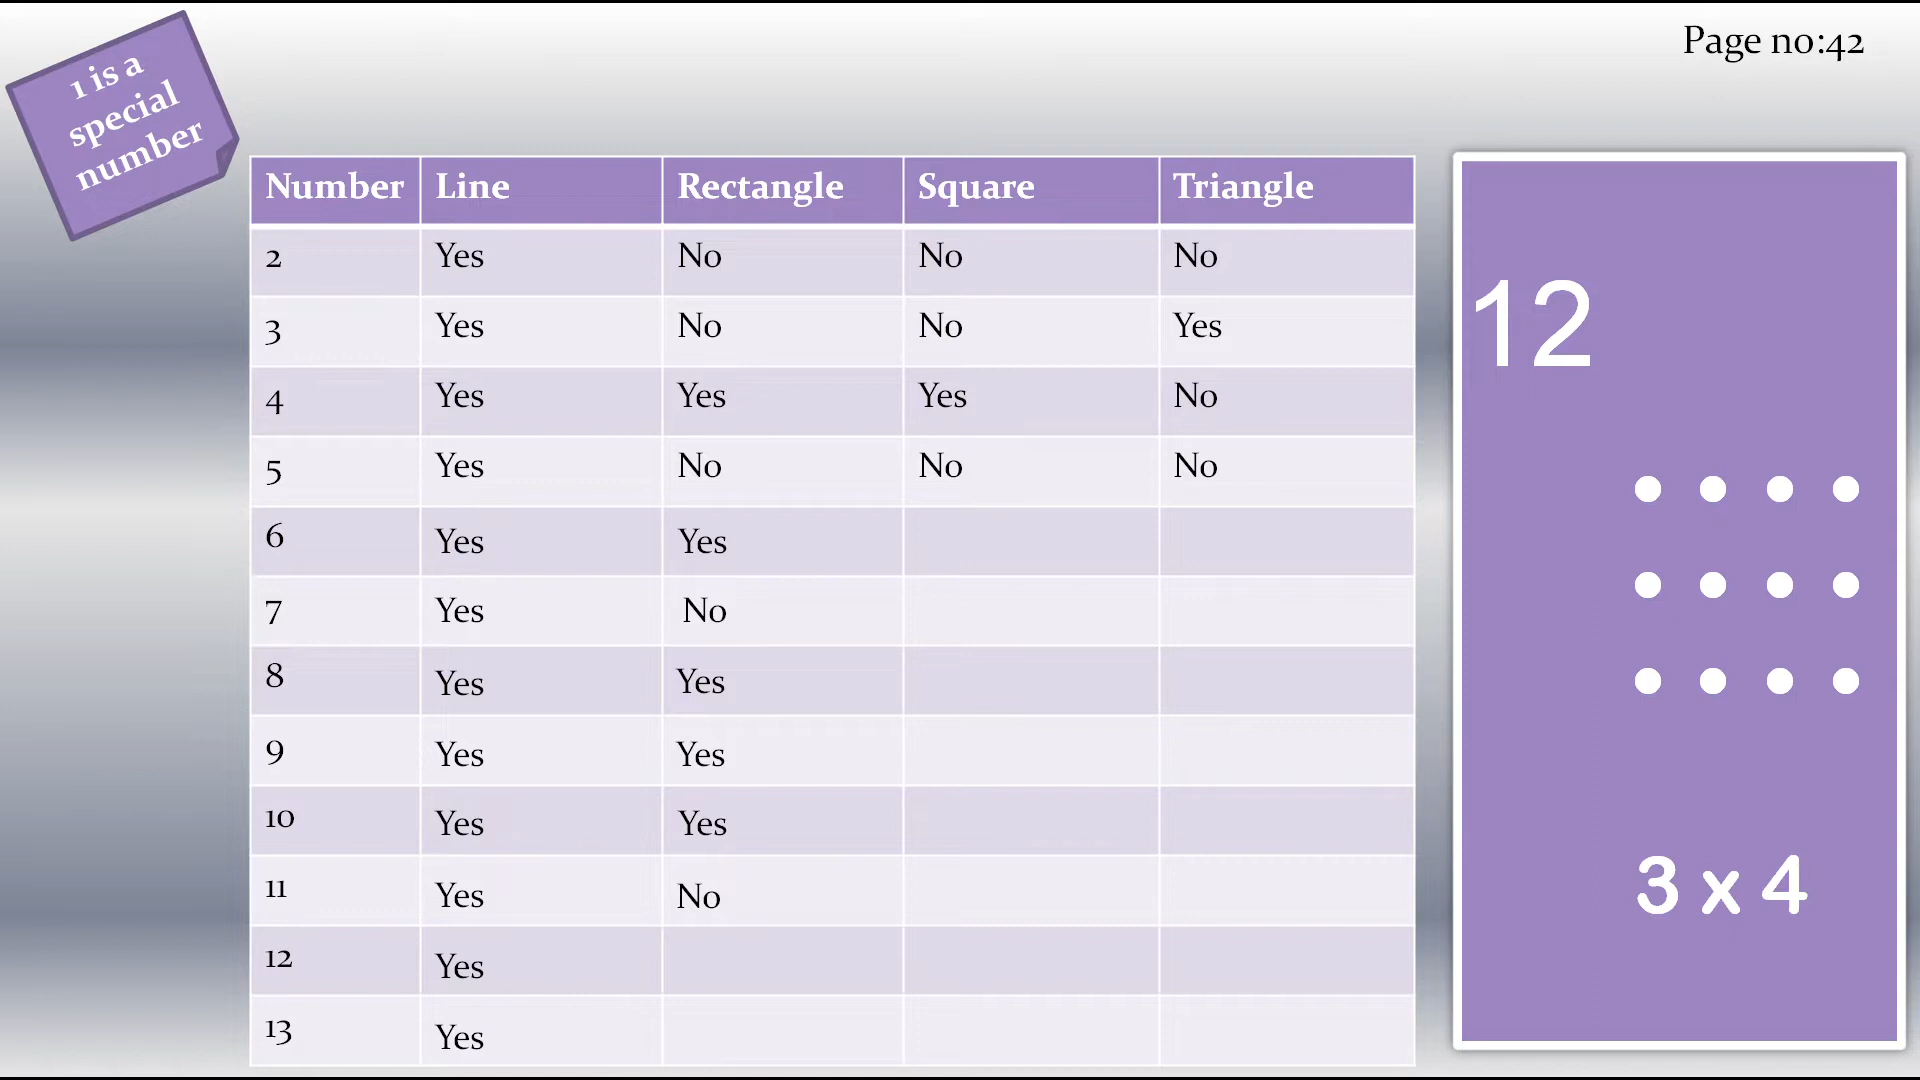 Page no:42
1 is a
special
number
Number Line Rectangle Square Triangle
2 Yes No No No
3 Yes No No Yes
4 Yes Yes Yes No
5 Yes No No No
6 Yes Yes
7 Yes No
8 Yes Yes
9 Yes Yes
10 Yes Yes
11 Yes No
12 Yes
13 Yes
12
3 x 4